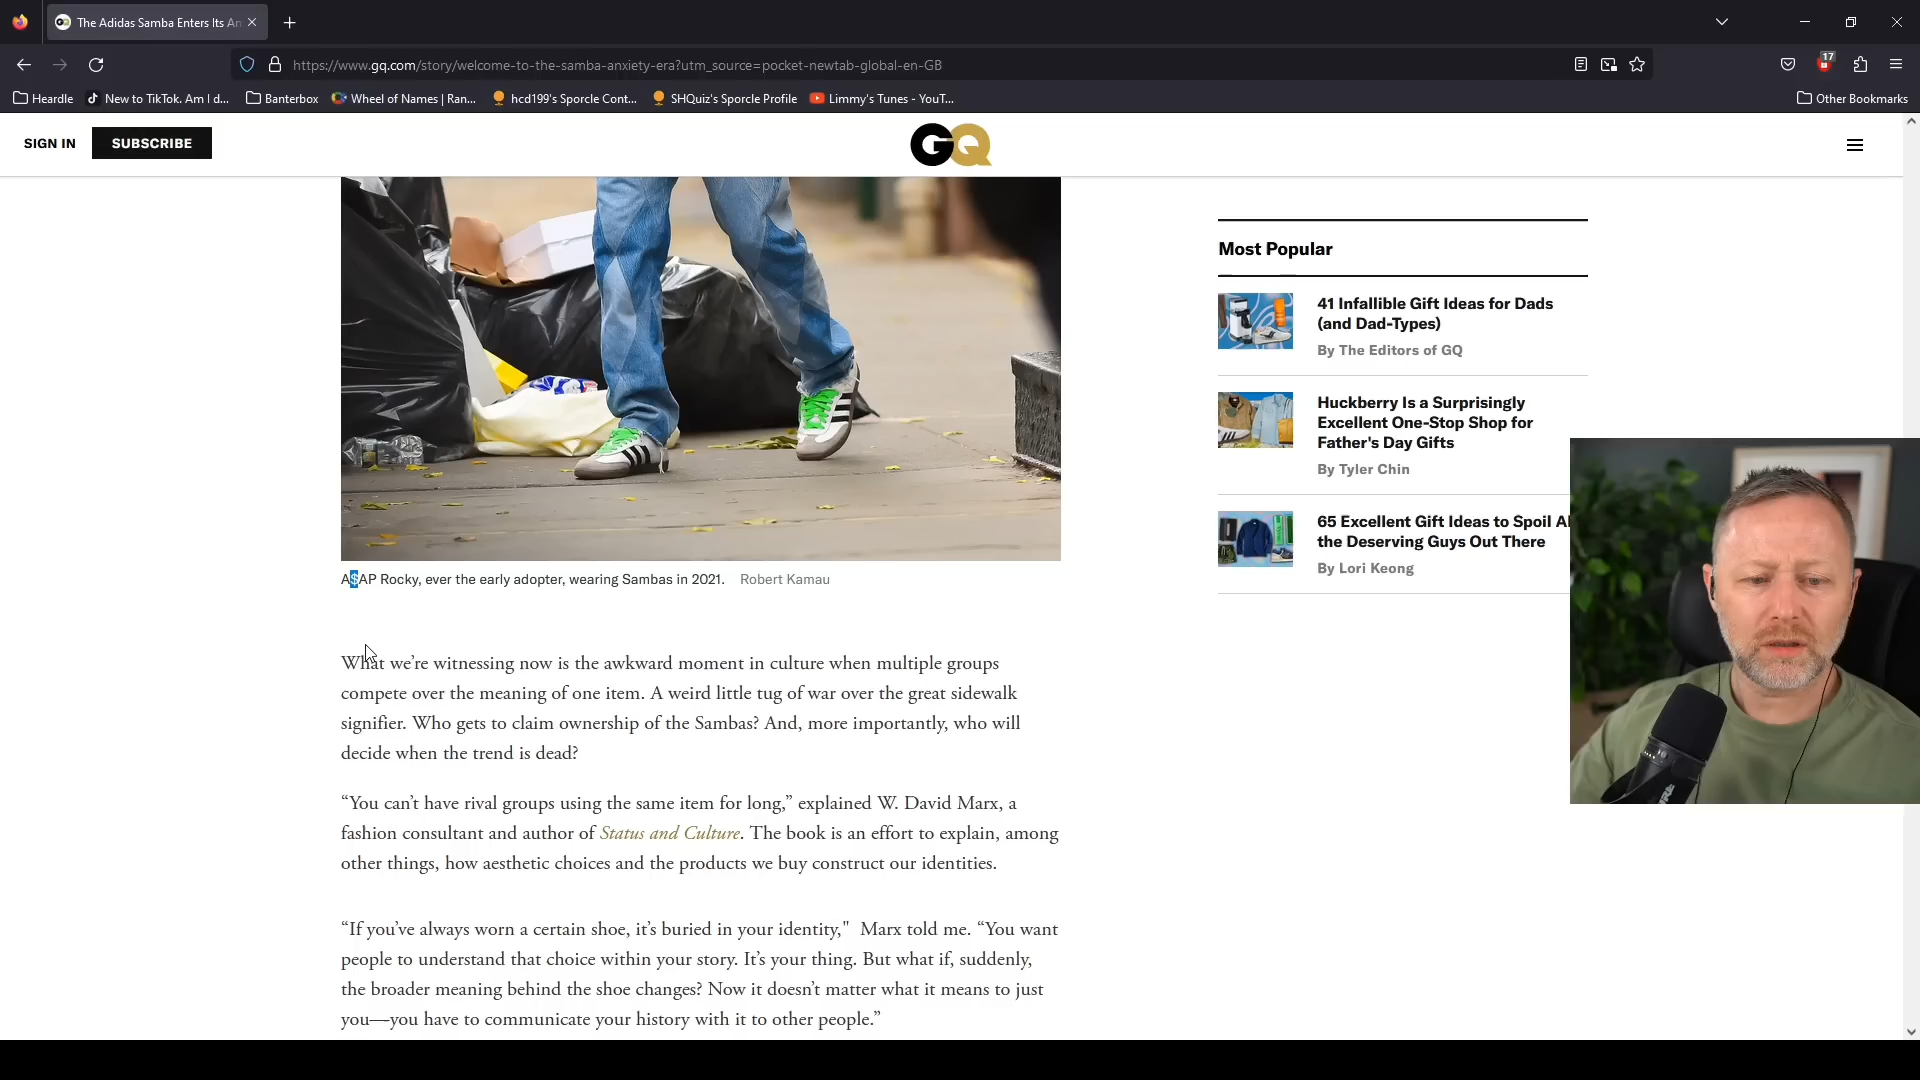 The Adidas Samba Enters Its An
https://www.gq.com/story/welcome-to-the-samba-anxiety-era?utm_source=pocket-newtab-global-en-GB
17
Heardle
New to TikTok. Am I d...
Banterbox
Wheel of Names | Ran...
hcd199's Sporcle Cont...
SHQuiz's Sporcle Profile
Limmy's Tunes - YouT...
Other Bookmarks
SIGN IN
SUBSCRIBE
GQ
A$AP Rocky, ever the early adopter, wearing Sambas in 2021. Robert Kamau
What we’re witnessing now is the awkward moment in culture when multiple groups
compete over the meaning of one item. A weird little tug of war over the great sidewalk
signifier. Who gets to claim ownership of the Sambas? And, more importantly, who will
decide when the trend is dead?
“You can’t have rival groups using the same item for long,” explained W. David Marx, a
fashion consultant and author of Status and Culture. The book is an effort to explain, among
other things, how aesthetic choices and the products we buy construct our identities.
“If you’ve always worn a certain shoe, it’s buried in your identity,"  Marx told me. “You want
people to understand that choice within your story. It’s your thing. But what if, suddenly,
the broader meaning behind the shoe changes? Now it doesn’t matter what it means to just
you—you have to communicate your history with it to other people.”
Most Popular
41 Infallible Gift Ideas for Dads
(and Dad-Types)
By The Editors of GQ
Huckberry Is a Surprisingly
Excellent One-Stop Shop for
Father's Day Gifts
By Tyler Chin
65 Excellent Gift Ideas to Spoil Al
the Deserving Guys Out There
By Lori Keong